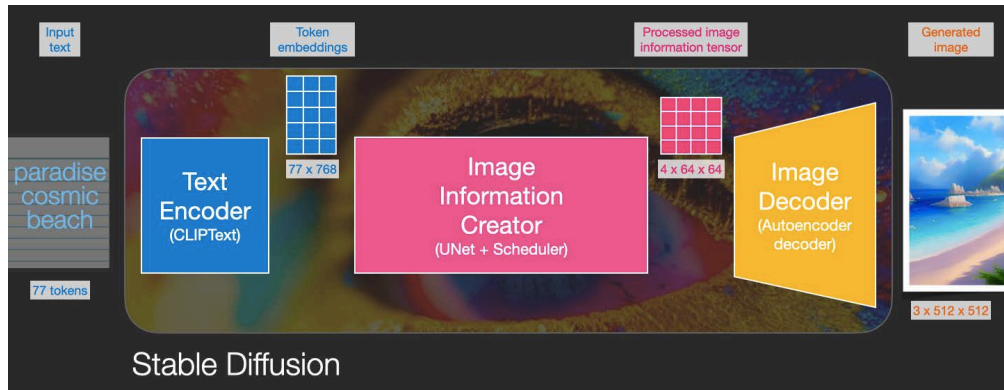 Input
text
Token
embeddings
Processed image
information tensor
Generated
image
paradise
cosmic
beach
77 tokens
Text
Encoder
(CLIPText)
77 x 768
Image
Information
Creator
(UNet + Scheduler)
4 x 64 x 64
Image
Decoder
(Autoencoder
decoder)
3 x 512 x 512
Stable Diffusion